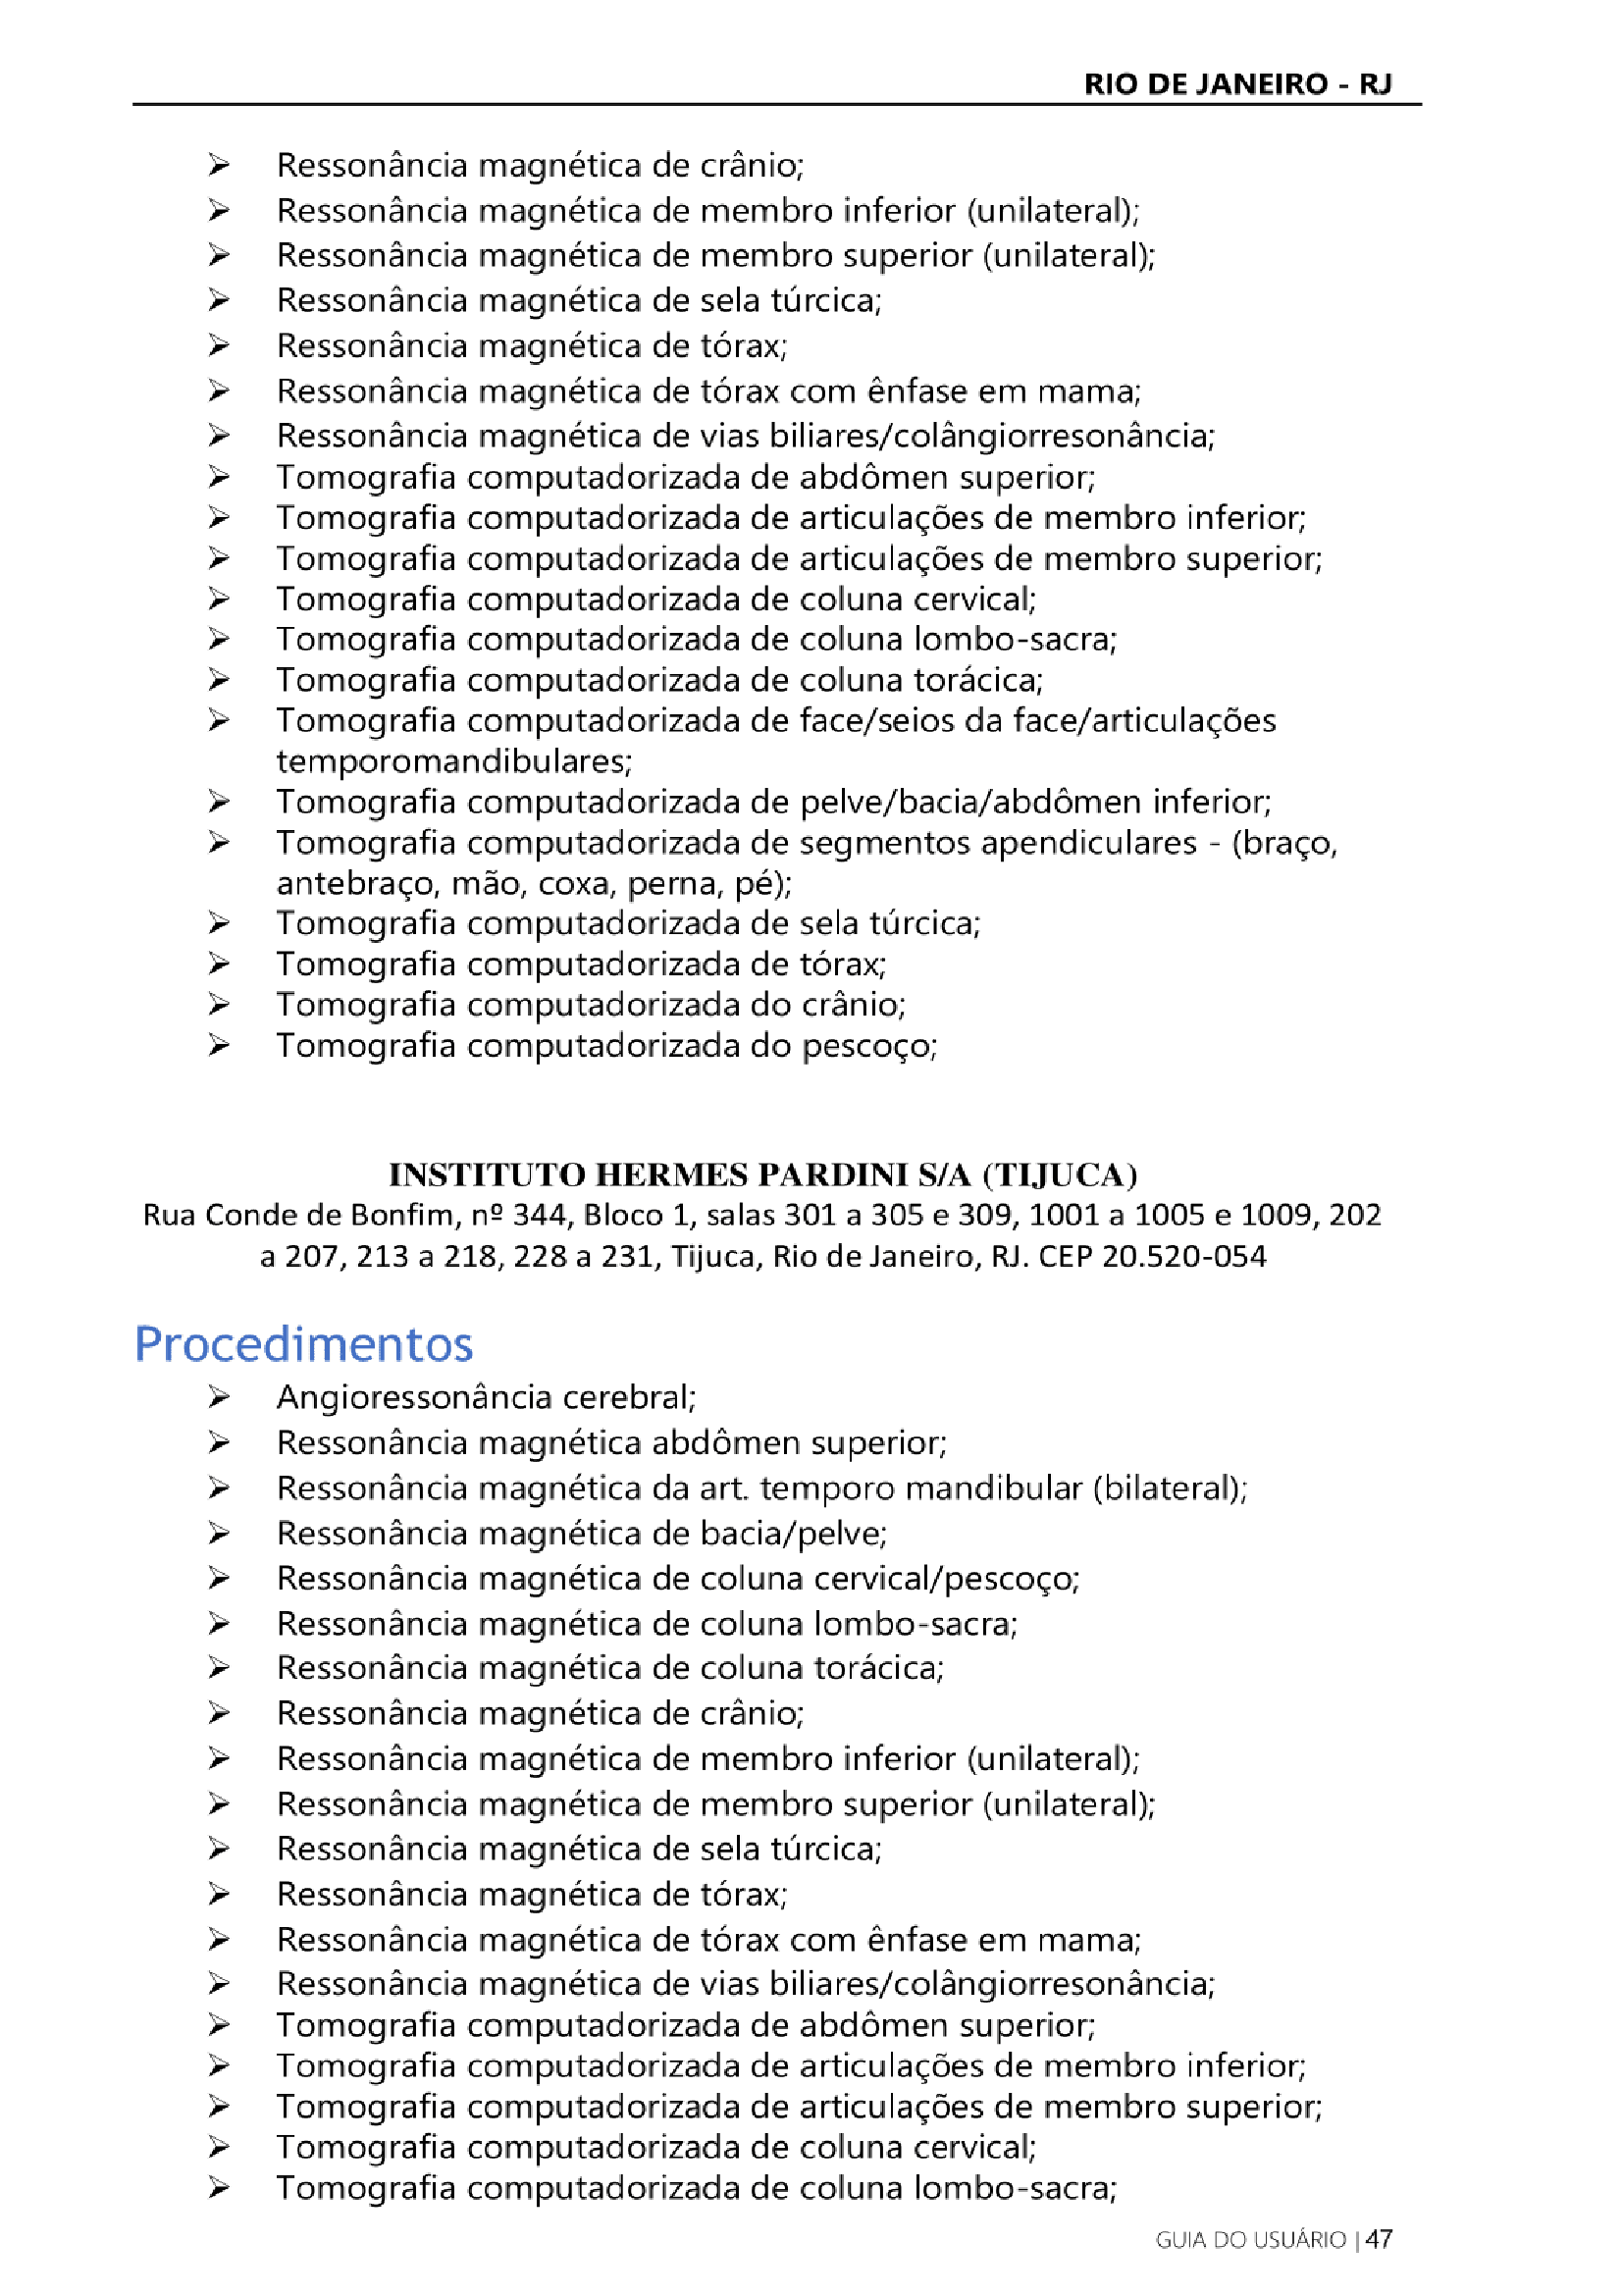 RIO DE JANEIRO - RJ
➢ Ressonância magnética de crânio;
➢ Ressonância magnética de membro inferior (unilateral);
➢ Ressonância magnética de membro superior (unilateral);
➢ Ressonância magnética de sela túrcica;
➢ Ressonância magnética de tórax;
➢ Ressonância magnética de tórax com ênfase em mama;
➢ Ressonância magnética de vias biliares/colângiorresonância;
➢ Tomografia computadorizada de abdômen superior;
➢ Tomografia computadorizada de articulações de membro inferior;
➢ Tomografia computadorizada de articulações de membro superior;
➢ Tomografia computadorizada de coluna cervical;
➢ Tomografia computadorizada de coluna lombo-sacra;
➢ Tomografia computadorizada de coluna torácica;
➢ Tomografia computadorizada de face/seios da face/articulações
temporomandibulares;
➢ Tomografia computadorizada de pelve/bacia/abdômen inferior;
➢ Tomografia computadorizada de segmentos apendiculares - (braço,
antebraço, mão, coxa, perna, pé);
➢ Tomografia computadorizada de sela túrcica;
➢ Tomografia computadorizada de tórax;
➢ Tomografia computadorizada do crânio;
➢ Tomografia computadorizada do pescoço;
INSTITUTO HERMES PARDINI S/A (TIJUCA)
Rua Conde de Bonfim, nº 344, Bloco 1, salas 301 a 305 e 309, 1001 a 1005 e 1009, 202
a 207, 213 a 218, 228 a 231, Tijuca, Rio de Janeiro, RJ. CEP 20.520-054
Procedimentos
➢ Angioressonância cerebral;
➢ Ressonância magnética abdômen superior;
➢ Ressonância magnética da art. temporo mandibular (bilateral);
➢ Ressonância magnética de bacia/pelve;
➢ Ressonância magnética de coluna cervical/pescoço;
➢ Ressonância magnética de coluna lombo-sacra;
➢ Ressonância magnética de coluna torácica;
➢ Ressonância magnética de crânio;
➢ Ressonância magnética de membro inferior (unilateral);
➢ Ressonância magnética de membro superior (unilateral);
➢ Ressonância magnética de sela túrcica;
➢ Ressonância magnética de tórax;
➢ Ressonância magnética de tórax com ênfase em mama;
➢ Ressonância magnética de vias biliares/colângiorresonância;
➢ Tomografia computadorizada de abdômen superior;
➢ Tomografia computadorizada de articulações de membro inferior;
➢ Tomografia computadorizada de articulações de membro superior;
➢ Tomografia computadorizada de coluna cervical;
➢ Tomografia computadorizada de coluna lombo-sacra;
GUIA DO USUÁRIO | 47